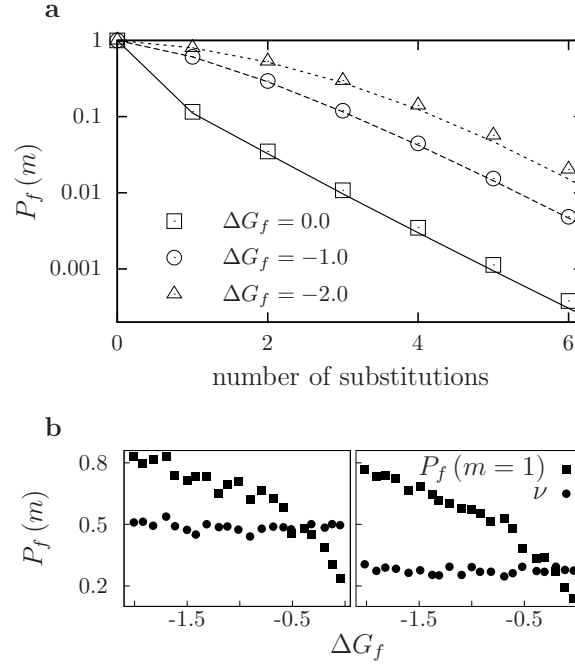 a
1
0.1
0.01
0.001
P_f (m)
ΔG_f = 0.0
ΔG_f = −1.0
ΔG_f = −2.0
0 2 4 6
number of substitutions
b
0.8
0.5
0.2
P_f (m)
P_f (m = 1)
ν
-1.5 -0.5 -1.5 -0.5
ΔG_f